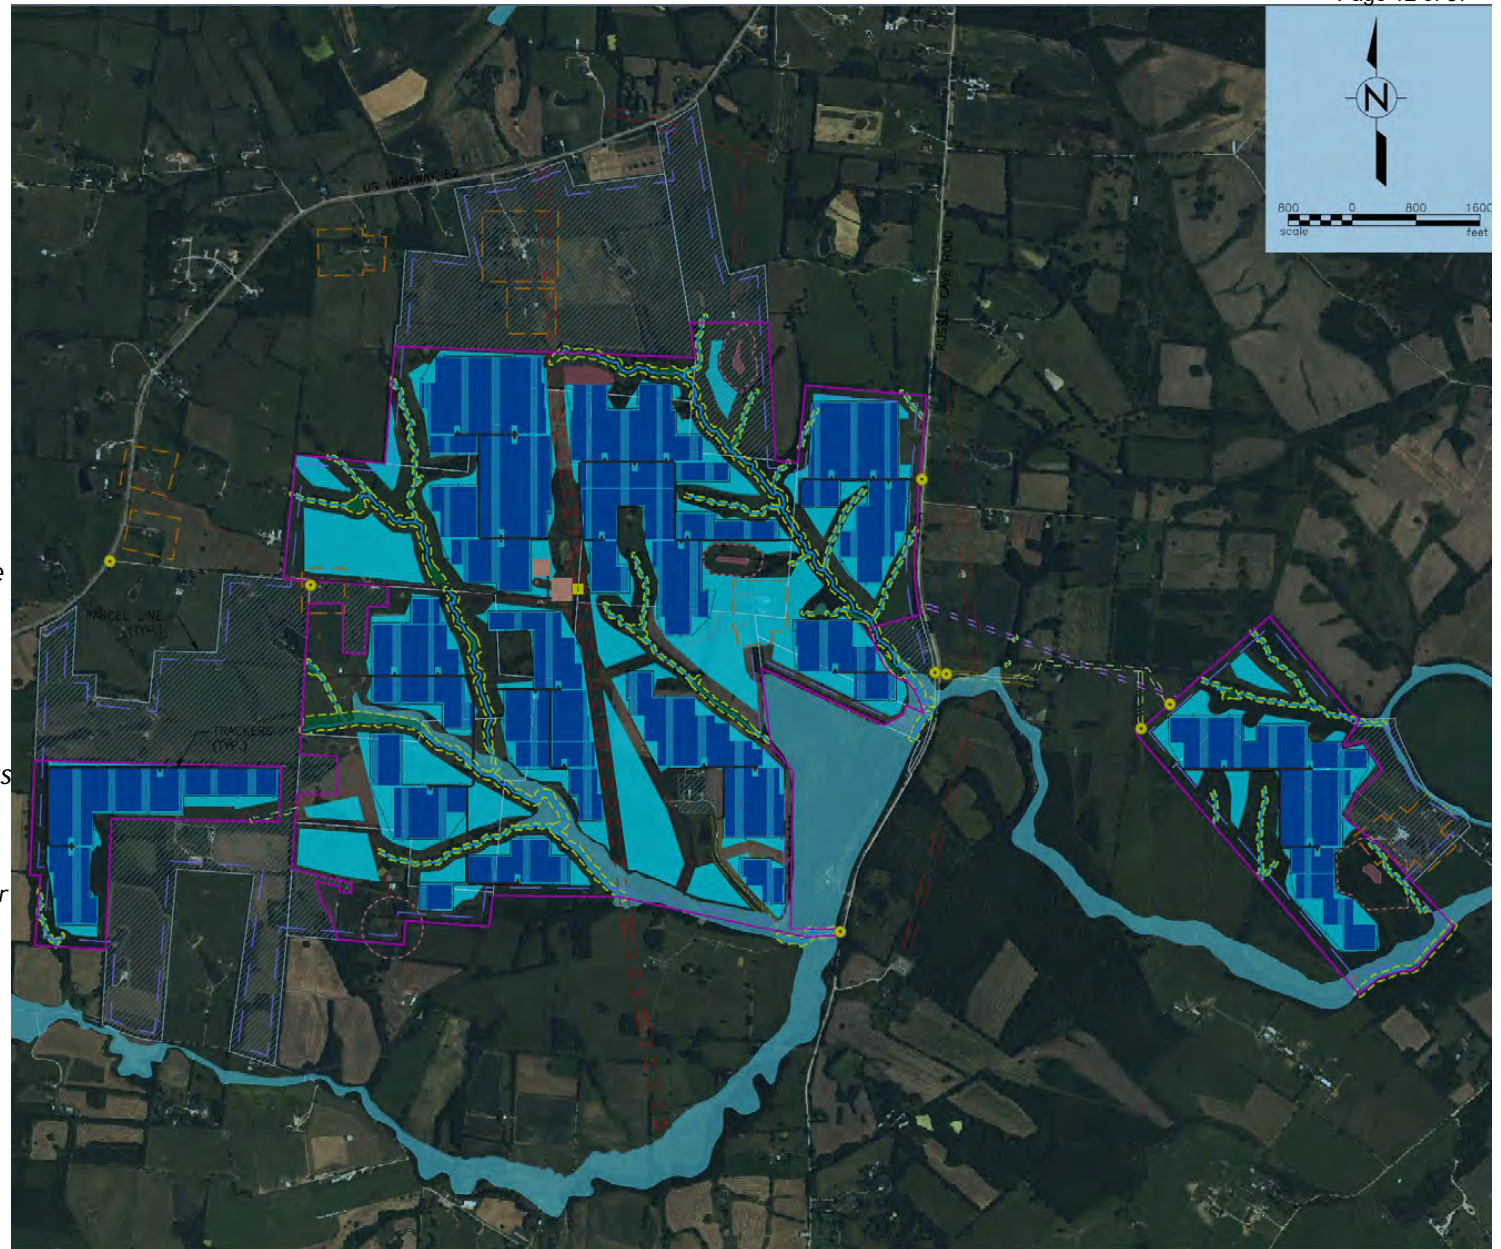 US HIGHWAY 62
N
800 0 800 1600
scale feet
RUSSELL CAVE ROAD
PARCEL LINE
(TYP.)
TRACKERS
(TYP.)